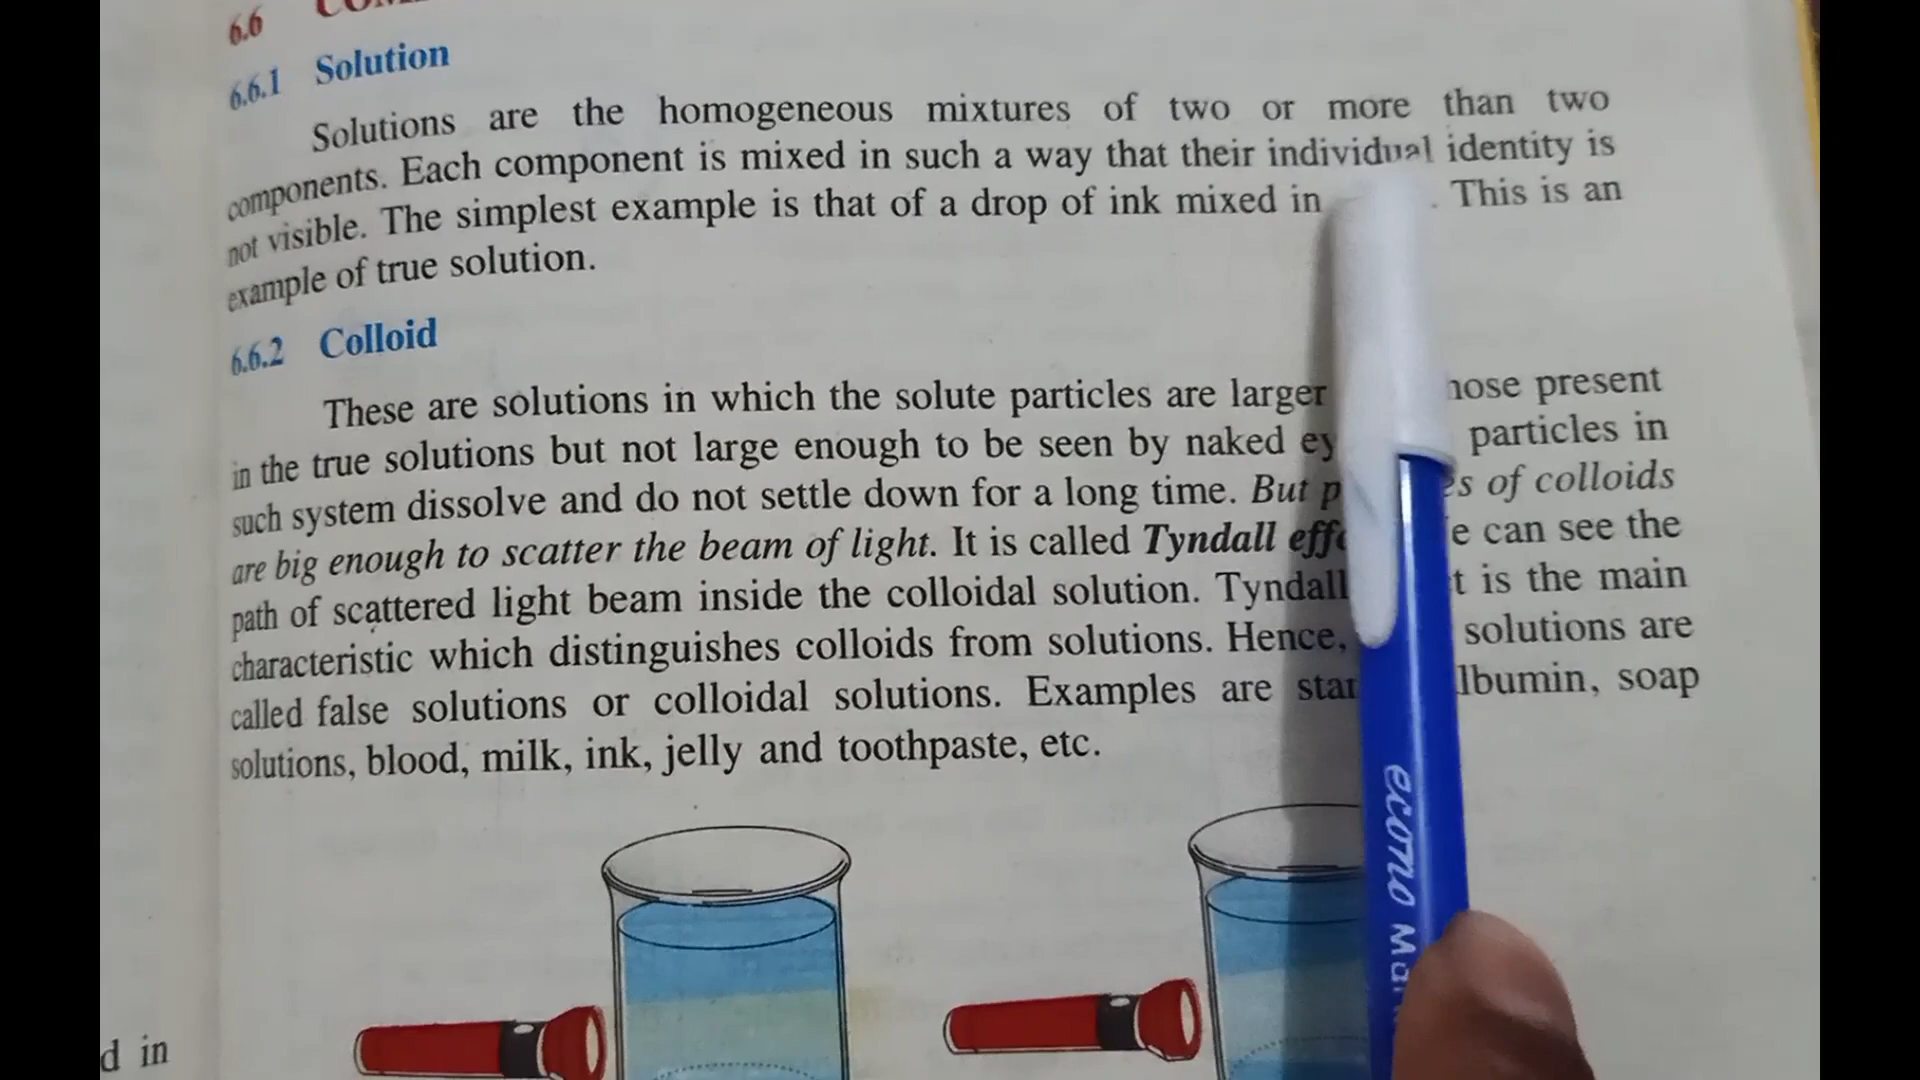 6.6
6.6.1 Solution
Solutions are the homogeneous mixtures of two or more than two
components. Each component is mixed in such a way that their individual identity is
not visible. The simplest example is that of a drop of ink mixed in . This is an
example of true solution.
6.6.2 Colloid
These are solutions in which the solute particles are larger present
in the true solutions but not large enough to be seen by naked particles in
such system dissolve and do not settle down for a long time. But of colloids
are big enough to scatter the beam of light. It is called Tyndall can see the
path of scattered light beam inside the colloidal solution. Tyndall is the main
characteristic which distinguishes colloids from solutions. Hence, solutions are
called false solutions or colloidal solutions. Examples are soap
solutions, blood, milk, ink, jelly and toothpaste, etc.
econo
d in